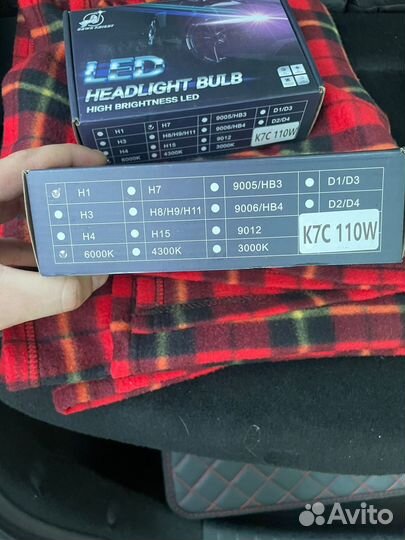 HAWK KNIGHT
LED
HEADLIGHT BULB
HIGH BRIGHTNESS LED
H1 H7 9005/HB3 D1/D3
H3 H8/H9/H11 9006/HB4 D2/D4
H4 H15 9012
6000K 4300K 3000K
K7C 110W
H1 H7 9005/HB3 D1/D3
H3 H8/H9/H11 9006/HB4 D2/D4
H4 H15 9012
6000K 4300K 3000K
K7C 110W
Avito